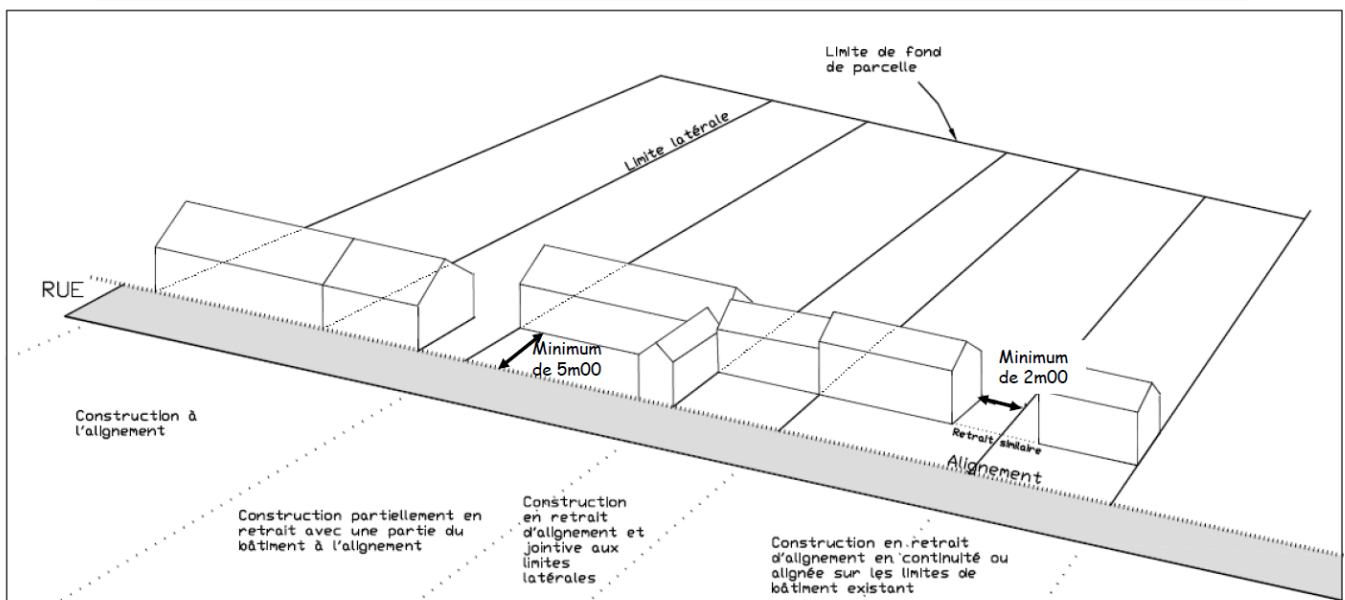 Limite de fond
de parcelle
Limite latérale
RUE
Minimum
de 5m00
Minimum
de 2m00
Retrait similaire
Alignement
Construction à
l'alignement
Construction partiellement en
retrait avec une partie du
bâtiment à l'alignement
Construction
en retrait
d'alignement et
jointive aux
limites
latérales
Construction en retrait
d'alignement en continuité ou
alignée sur les limites de
bâtiment existant